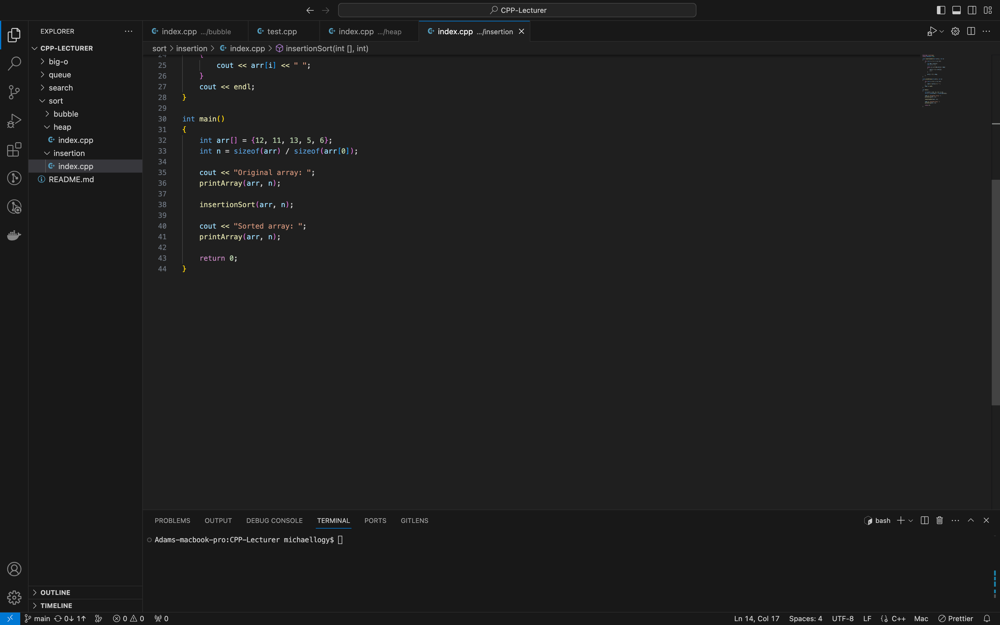 CPP-Lecturer
EXPLORER
index.cpp .../bubble
test.cpp
index.cpp .../heap
index.cpp .../insertion
CPP-LECTURER
big-o
queue
search
sort
bubble
heap
index.cpp
insertion
index.cpp
README.md
OUTLINE
TIMELINE
sort > insertion > index.cpp > insertionSort(int [], int)
24 {
25 cout << arr[i] << " ";
26 }
27 cout << endl;
28 }
29
30 int main()
31 {
32 int arr[] = {12, 11, 13, 5, 6};
33 int n = sizeof(arr) / sizeof(arr[0]);
34
35 cout << "Original array: ";
36 printArray(arr, n);
37
38 insertionSort(arr, n);
39
40 cout << "Sorted array: ";
41 printArray(arr, n);
42
43 return 0;
44 }
PROBLEMS OUTPUT DEBUG CONSOLE TERMINAL PORTS GITLENS
bash
Adams-macbook-pro:CPP-Lecturer michaellogy$
main 0↓ 1↑ 0 0 0
Ln 14, Col 17 Spaces: 4 UTF-8 LF C++ Mac Prettier